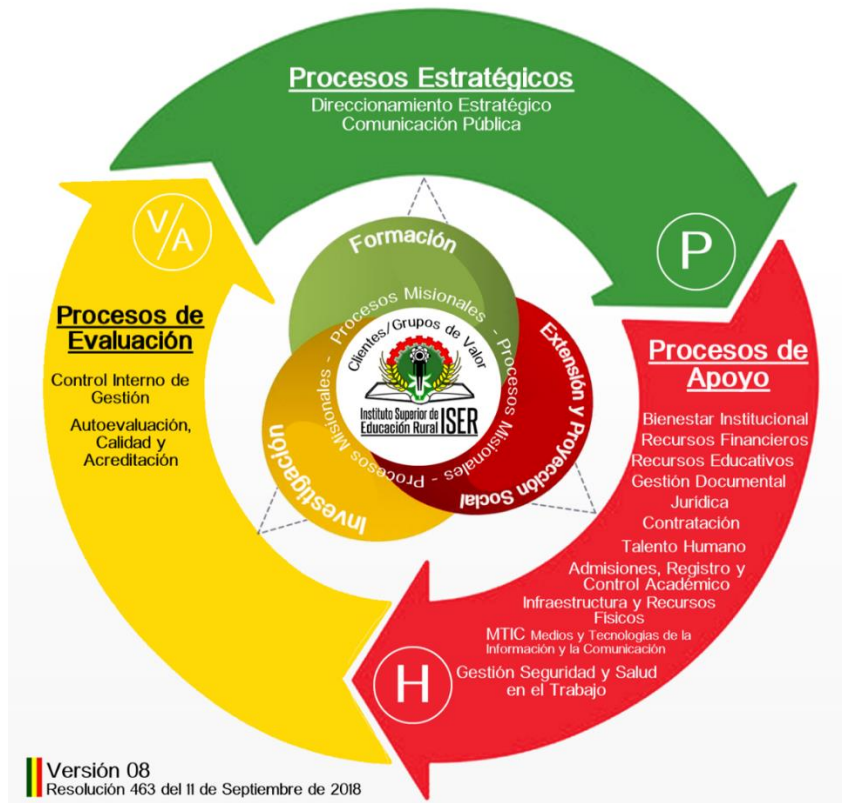 Procesos Estratégicos
Direccionamiento Estratégico
Comunicación Pública
V/A
P
Formación
Procesos Misionales - Procesos Misionales - Procesos Misionales -
Clientes/Grupos de Valor
Instituto Superior de
Educación Rural ISER
Extensión y Proyección Social
Investigación
Procesos de
Evaluación
Control Interno de
Gestión
Autoevaluación,
Calidad y
Acreditación
Procesos de
Apoyo
Bienestar Institucional
Recursos Financieros
Recursos Educativos
Gestión Documental
Jurídica
Contratación
Talento Humano
Admisiones, Registro y
Control Académico
Infraestructura y Recursos
Físicos
MTIC Medios y Tecnologías de la
Información y la Comunicación
Gestión Seguridad y Salud
en el Trabajo
H
Versión 08
Resolución 463 del 11 de Septiembre de 2018